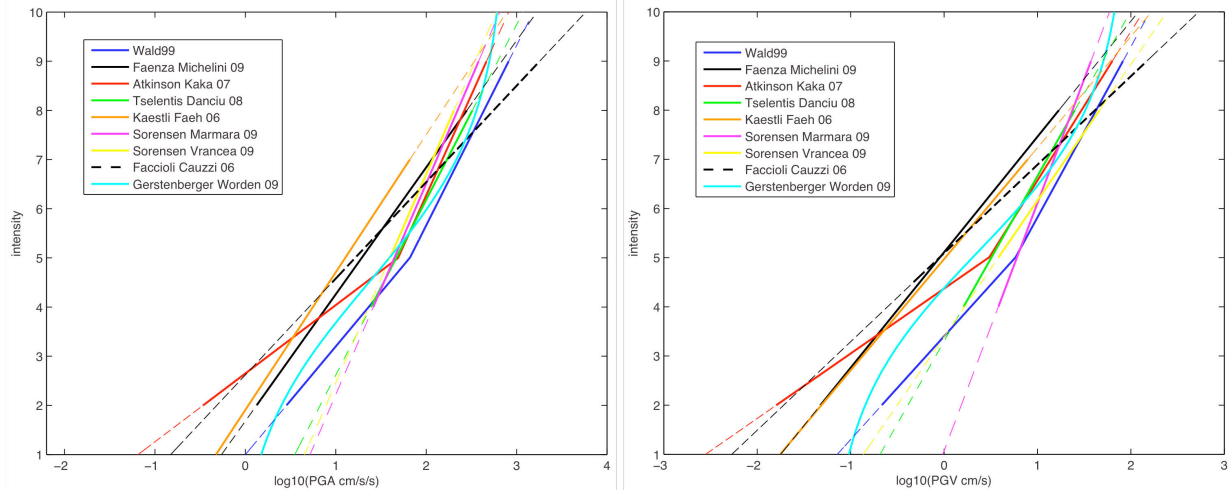 10
9
8
7
6
5
4
3
2
1
intensity
Wald99
Faenza Michelini 09
Atkinson Kaka 07
Tselentis Danciu 08
Kaestli Faeh 06
Sorensen Marmara 09
Sorensen Vrancea 09
Faccioli Cauzzi 06
Gerstenberger Worden 09
-2 -1 0 1 2 3 4
log10(PGA cm/s/s)
10
9
8
7
6
5
4
3
2
1
intensity
Wald99
Faenza Michelini 09
Atkinson Kaka 07
Tselentis Danciu 08
Kaestli Faeh 06
Sorensen Marmara 09
Sorensen Vrancea 09
Faccioli Cauzzi 06
Gerstenberger Worden 09
-3 -2 -1 0 1 2 3
log10(PGV cm/s)